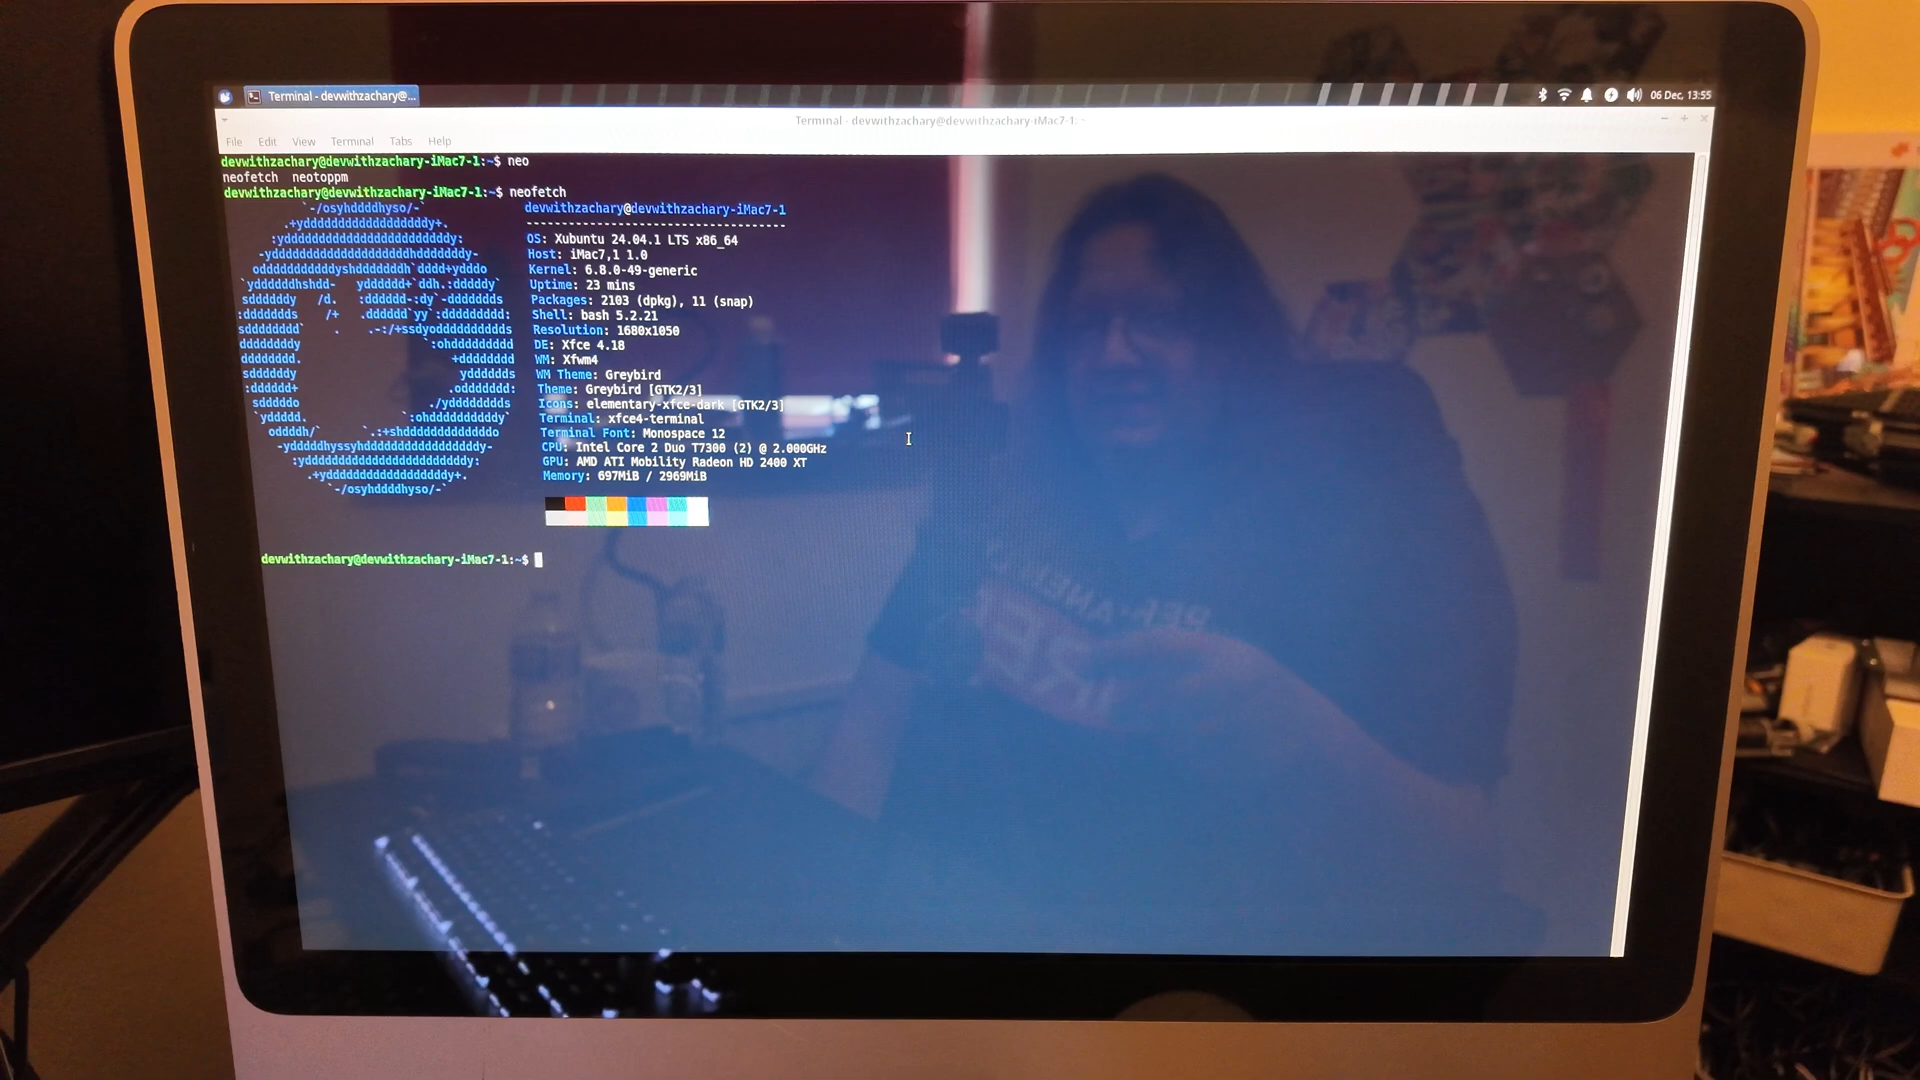 Terminal - devwithzachary@...
06 Dec, 13:55
Terminal - devwithzachary@devwithzachary-iMac7-1: ~
File Edit View Terminal Tabs Help
devwithzachary@devwithzachary-iMac7-1:~$ neo
neofetch neotoppm
devwithzachary@devwithzachary-iMac7-1:~$ neofetch
devwithzachary@devwithzachary-iMac7-1
-----------------------------------
OS: Xubuntu 24.04.1 LTS x86_64
Host: iMac7,1 1.0
Kernel: 6.8.0-49-generic
Uptime: 23 mins
Packages: 2103 (dpkg), 11 (snap)
Shell: bash 5.2.21
Resolution: 1680x1050
DE: Xfce 4.18
WM: Xfwm4
WM Theme: Greybird
Theme: Greybird [GTK2/3]
Icons: elementary-xfce-dark [GTK2/3]
Terminal: xfce4-terminal
Terminal Font: Monospace 12
CPU: Intel Core 2 Duo T7300 (2) @ 2.000GHz
GPU: AMD ATI Mobility Radeon HD 2400 XT
Memory: 697MiB / 2969MiB
devwithzachary@devwithzachary-iMac7-1:~$